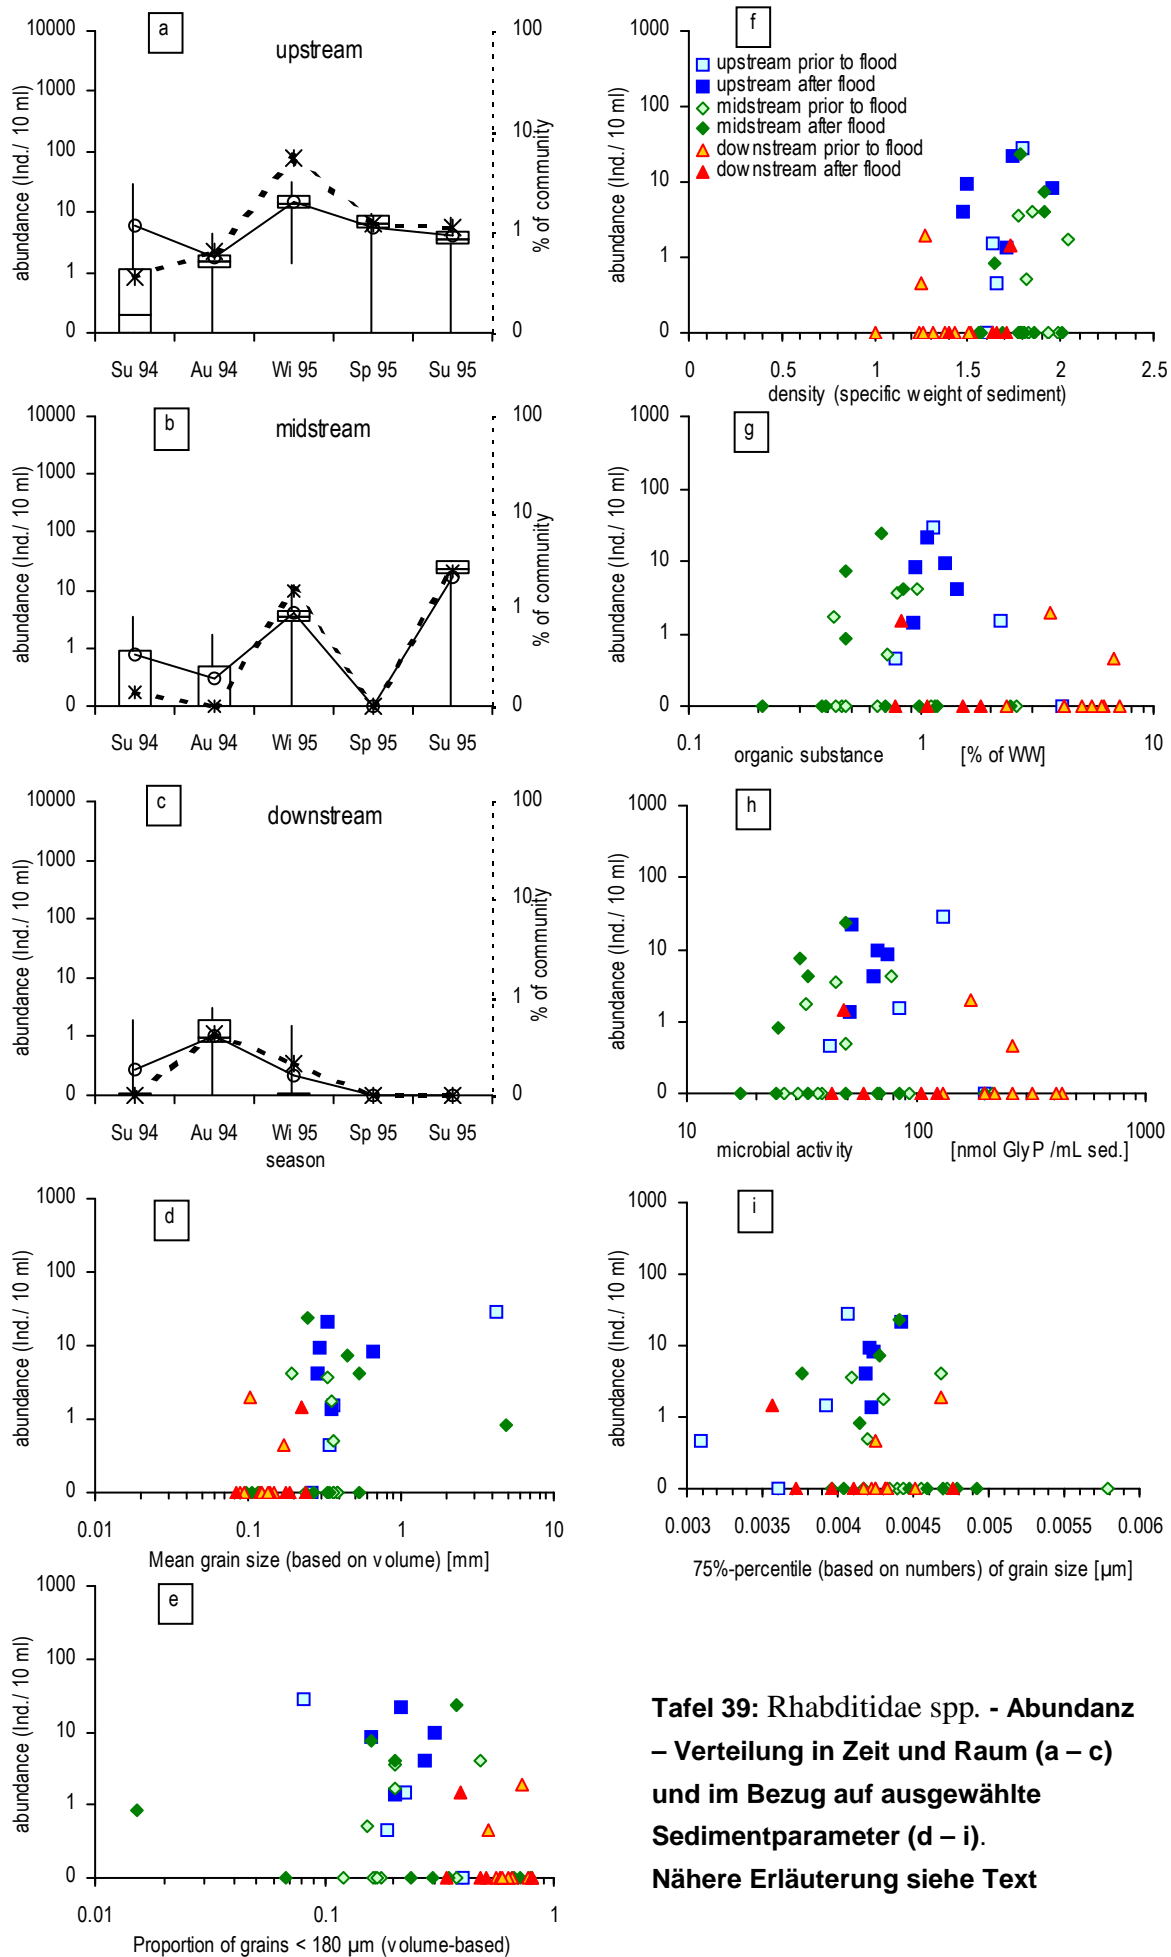 a
upstream
10000
1000
100
10
1
0
abundance (Ind./ 10 ml)
100
10
1
0
% of community
Su 94 Au 94 Wi 95 Sp 95 Su 95
b
midstream
10000
1000
100
10
1
0
abundance (Ind./ 10 ml)
100
10
1
0
% of community
Su 94 Au 94 Wi 95 Sp 95 Su 95
c
downstream
10000
1000
100
10
1
0
abundance (Ind./ 10 ml)
100
10
1
0
% of community
Su 94 Au 94 Wi 95 Sp 95 Su 95
season
d
1000
100
10
1
0
abundance (Ind./ 10 ml)
0.01 0.1 1 10
Mean grain size (based on volume) [mm]
e
1000
100
10
1
0
abundance (Ind./ 10 ml)
0.01 0.1 1
Proportion of grains < 180 µm (volume-based)
f
1000
100
10
1
0
abundance (Ind./ 10 ml)
upstream prior to flood
upstream after flood
midstream prior to flood
midstream after flood
downstream prior to flood
downstream after flood
0 0.5 1 1.5 2 2.5
density (specific weight of sediment)
g
1000
100
10
1
0
abundance (Ind./ 10 ml)
0.1 1 10
organic substance [% of WW]
h
1000
100
10
1
0
abundance (Ind./ 10 ml)
10 100 1000
microbial activity [nmol GlyP /mL sed.]
i
1000
100
10
1
0
abundance (Ind./ 10 ml)
0.003 0.0035 0.004 0.0045 0.005 0.0055 0.006
75%-percentile (based on numbers) of grain size [µm]
Tafel 39: Rhabditidae spp. - Abundanz
– Verteilung in Zeit und Raum (a – c)
und im Bezug auf ausgewählte
Sedimentparameter (d – i).
Nähere Erläuterung siehe Text